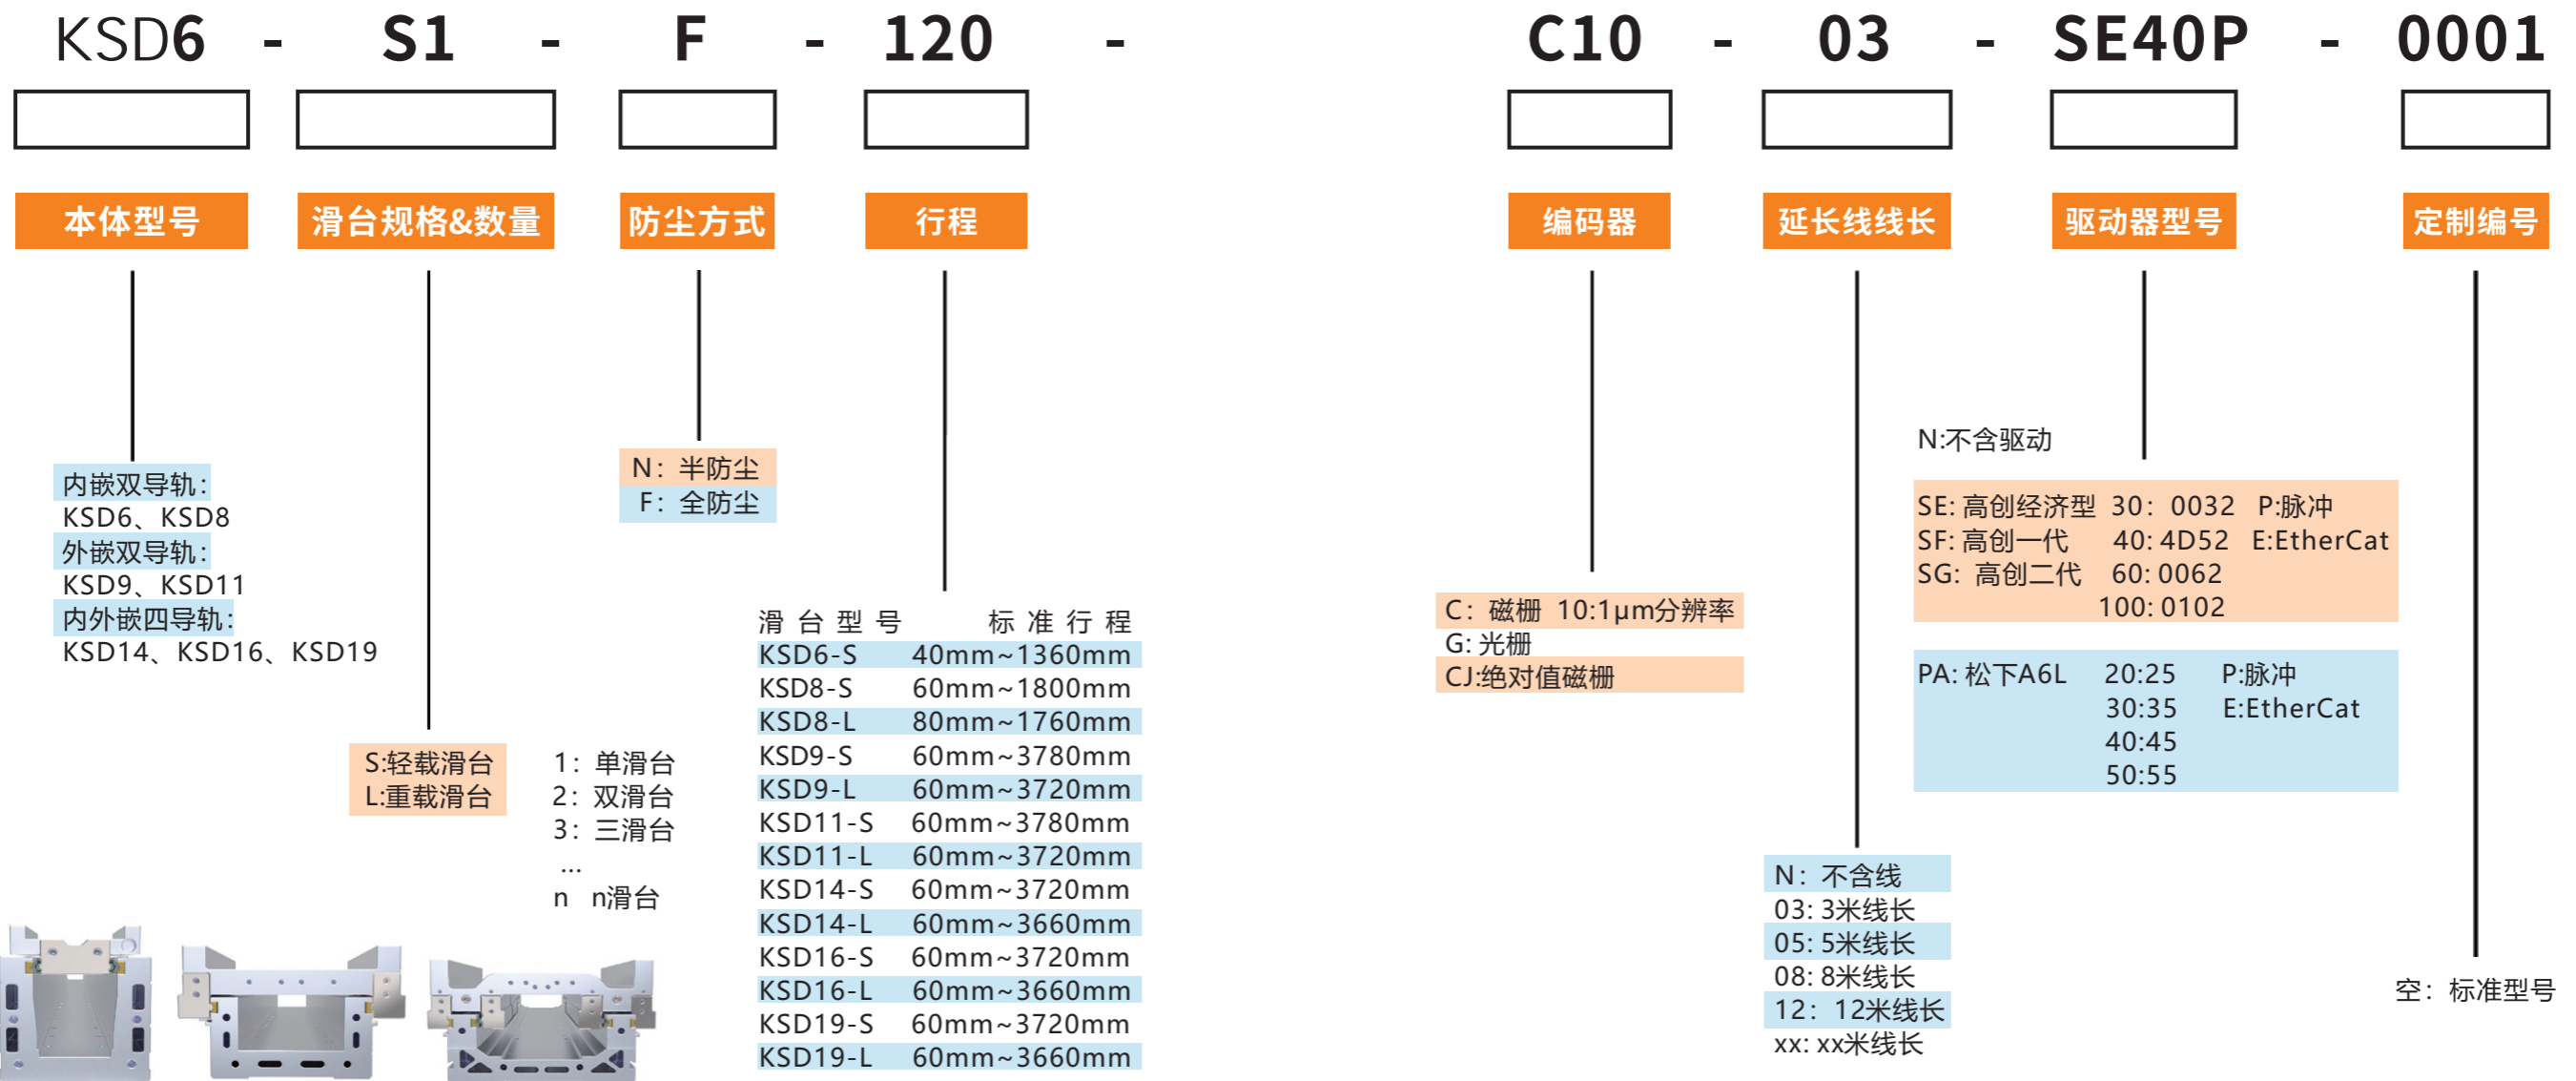 KSD6 - S1 - F - 120 - C10 - 03 - SE40P - 0001
本体型号 滑台规格&数量 防尘方式 行程 编码器 延长线线长 驱动器型号 定制编号
内嵌双导轨:
KSD6、KSD8
外嵌双导轨:
KSD9、KSD11
内外嵌四导轨:
KSD14、KSD16、KSD19
S:轻载滑台
L:重载滑台
1: 单滑台
2: 双滑台
3: 三滑台
...
n n滑台
N: 半防尘
F: 全防尘
滑台型号 标准行程
KSD6-S 40mm~1360mm
KSD8-S 60mm~1800mm
KSD8-L 80mm~1760mm
KSD9-S 60mm~3780mm
KSD9-L 60mm~3720mm
KSD11-S 60mm~3780mm
KSD11-L 60mm~3720mm
KSD14-S 60mm~3720mm
KSD14-L 60mm~3660mm
KSD16-S 60mm~3720mm
KSD16-L 60mm~3660mm
KSD19-S 60mm~3720mm
KSD19-L 60mm~3660mm
C: 磁栅 10:1μm分辨率
G: 光栅
CJ:绝对值磁栅
N: 不含线
03: 3米线长
05: 5米线长
08: 8米线长
12: 12米线长
xx: xx米线长
N:不含驱动
SE: 高创经济型 30: 0032 P:脉冲
SF: 高创一代 40: 4D52 E:EtherCat
SG: 高创二代 60: 0062
100: 0102
PA: 松下A6L 20:25 P:脉冲
30:35 E:EtherCat
40:45
50:55
空: 标准型号